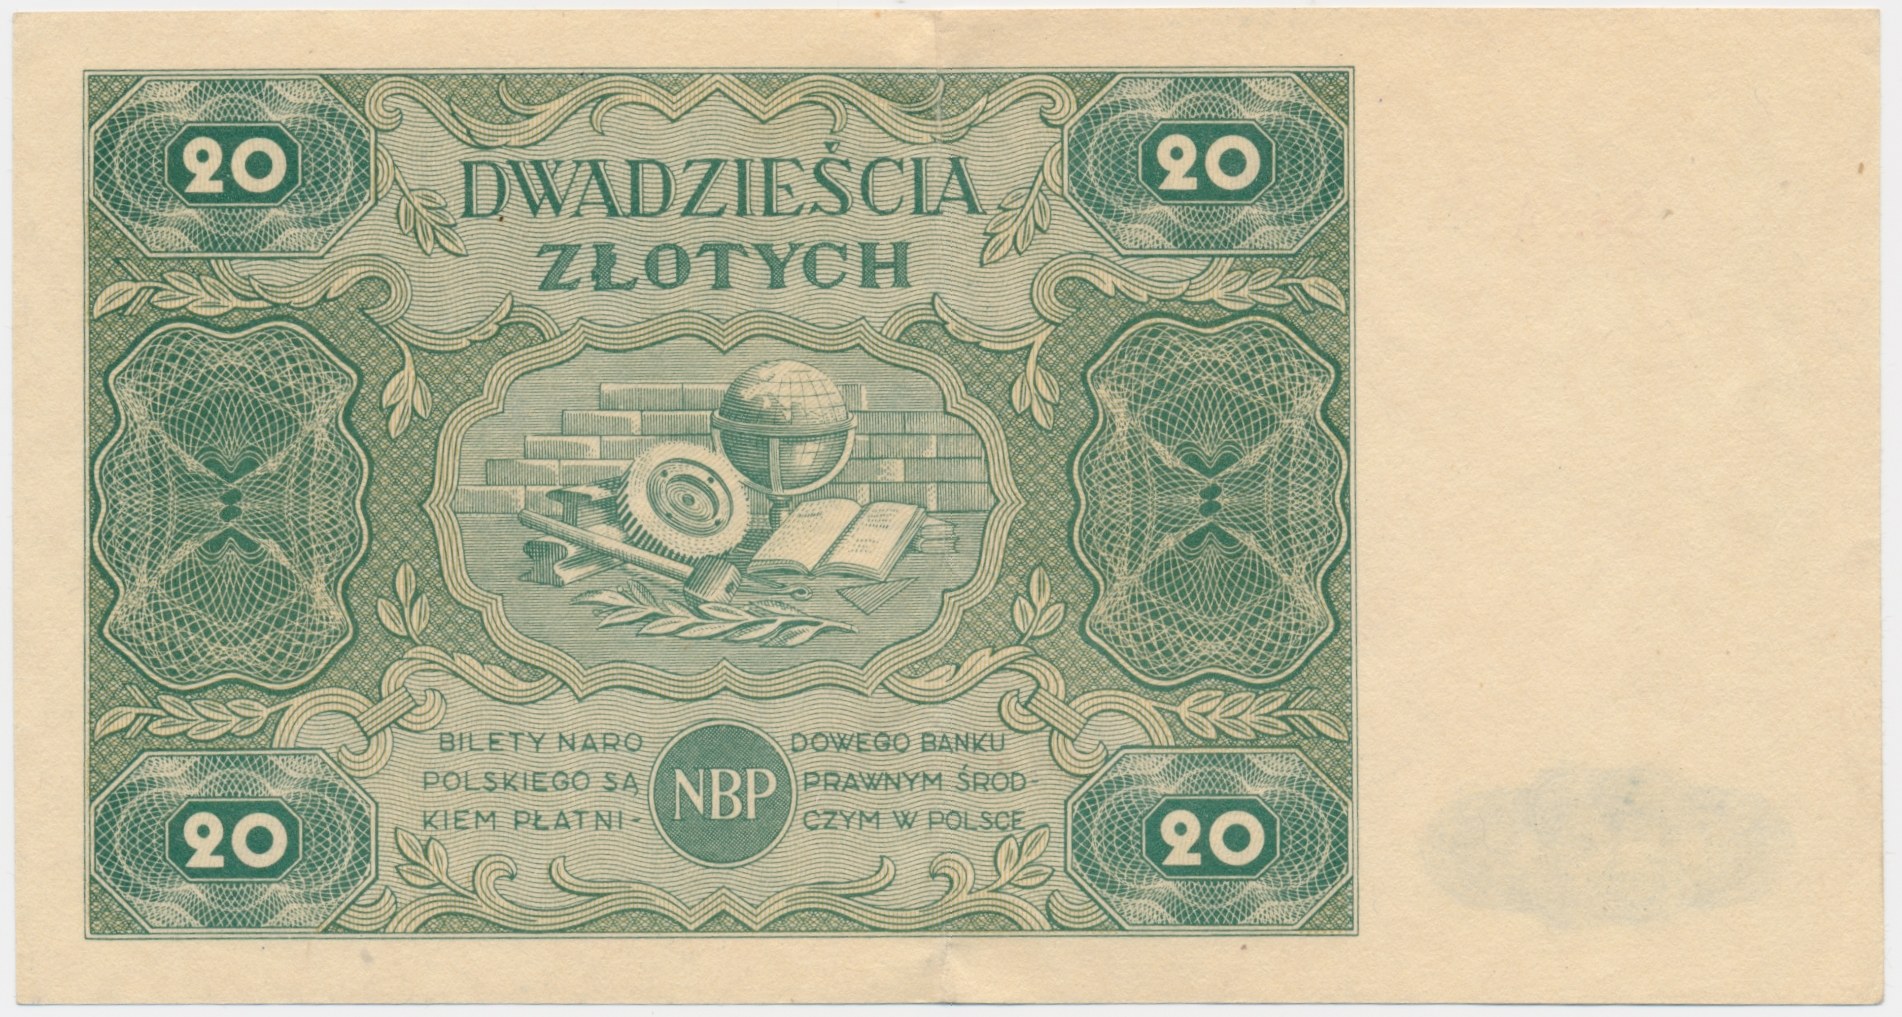 20 20
DWADZIEŚCIA
ZŁOTYCH
BILETY NARO DOWEGO BANKU
POLSKIEGO SĄ NBP PRAWNYM ŚROD-
KIEM PŁATNI- CZYM W POLSCE
20 20